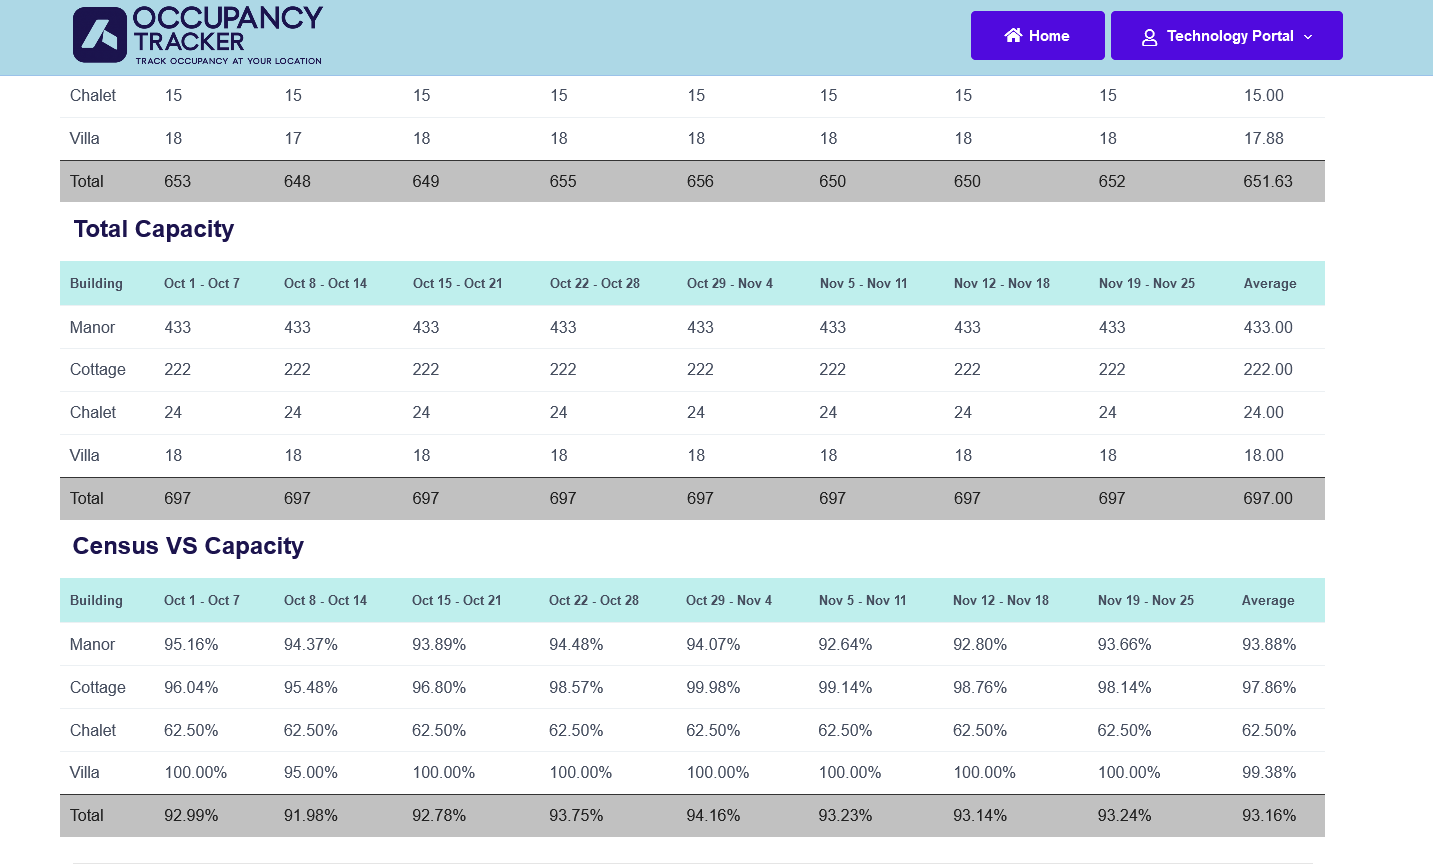 OCCUPANCY
TRACKER
TRACK OCCUPANCY AT YOUR LOCATION
Home
Technology Portal
Chalet 15 15 15 15 15 15 15 15 15.00
Villa 18 17 18 18 18 18 18 18 17.88
Total 653 648 649 655 656 650 650 652 651.63
Total Capacity
Building Oct 1 - Oct 7 Oct 8 - Oct 14 Oct 15 - Oct 21 Oct 22 - Oct 28 Oct 29 - Nov 4 Nov 5 - Nov 11 Nov 12 - Nov 18 Nov 19 - Nov 25 Average
Manor 433 433 433 433 433 433 433 433 433.00
Cottage 222 222 222 222 222 222 222 222 222.00
Chalet 24 24 24 24 24 24 24 24 24.00
Villa 18 18 18 18 18 18 18 18 18.00
Total 697 697 697 697 697 697 697 697 697.00
Census VS Capacity
Building Oct 1 - Oct 7 Oct 8 - Oct 14 Oct 15 - Oct 21 Oct 22 - Oct 28 Oct 29 - Nov 4 Nov 5 - Nov 11 Nov 12 - Nov 18 Nov 19 - Nov 25 Average
Manor 95.16% 94.37% 93.89% 94.48% 94.07% 92.64% 92.80% 93.66% 93.88%
Cottage 96.04% 95.48% 96.80% 98.57% 99.98% 99.14% 98.76% 98.14% 97.86%
Chalet 62.50% 62.50% 62.50% 62.50% 62.50% 62.50% 62.50% 62.50% 62.50%
Villa 100.00% 95.00% 100.00% 100.00% 100.00% 100.00% 100.00% 100.00% 99.38%
Total 92.99% 91.98% 92.78% 93.75% 94.16% 93.23% 93.14% 93.24% 93.16%